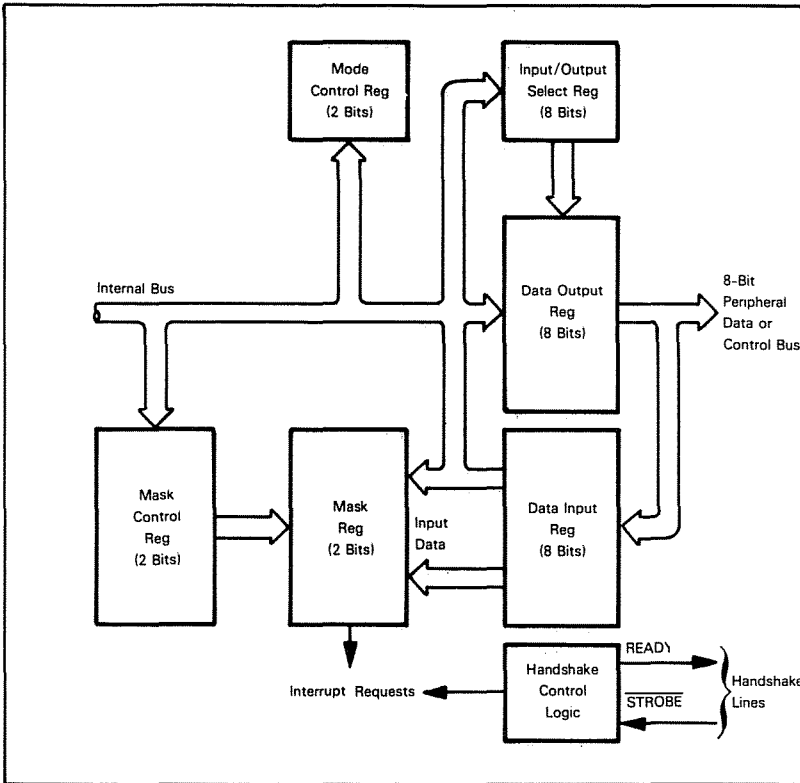 Mode
Control Reg
(2 Bits)
Input/Output
Select Reg
(8 Bits)
Internal Bus
Data Output
Reg
(8 Bits)
8-Bit
Peripheral
Data or
Control Bus
Mask
Control
Reg
(2 Bits)
Mask
Reg
(2 Bits)
Input
Data
Data Input
Reg
(8 Bits)
Interrupt Requests
Handshake
Control
Logic
READY
STROBE
Handshake
Lines